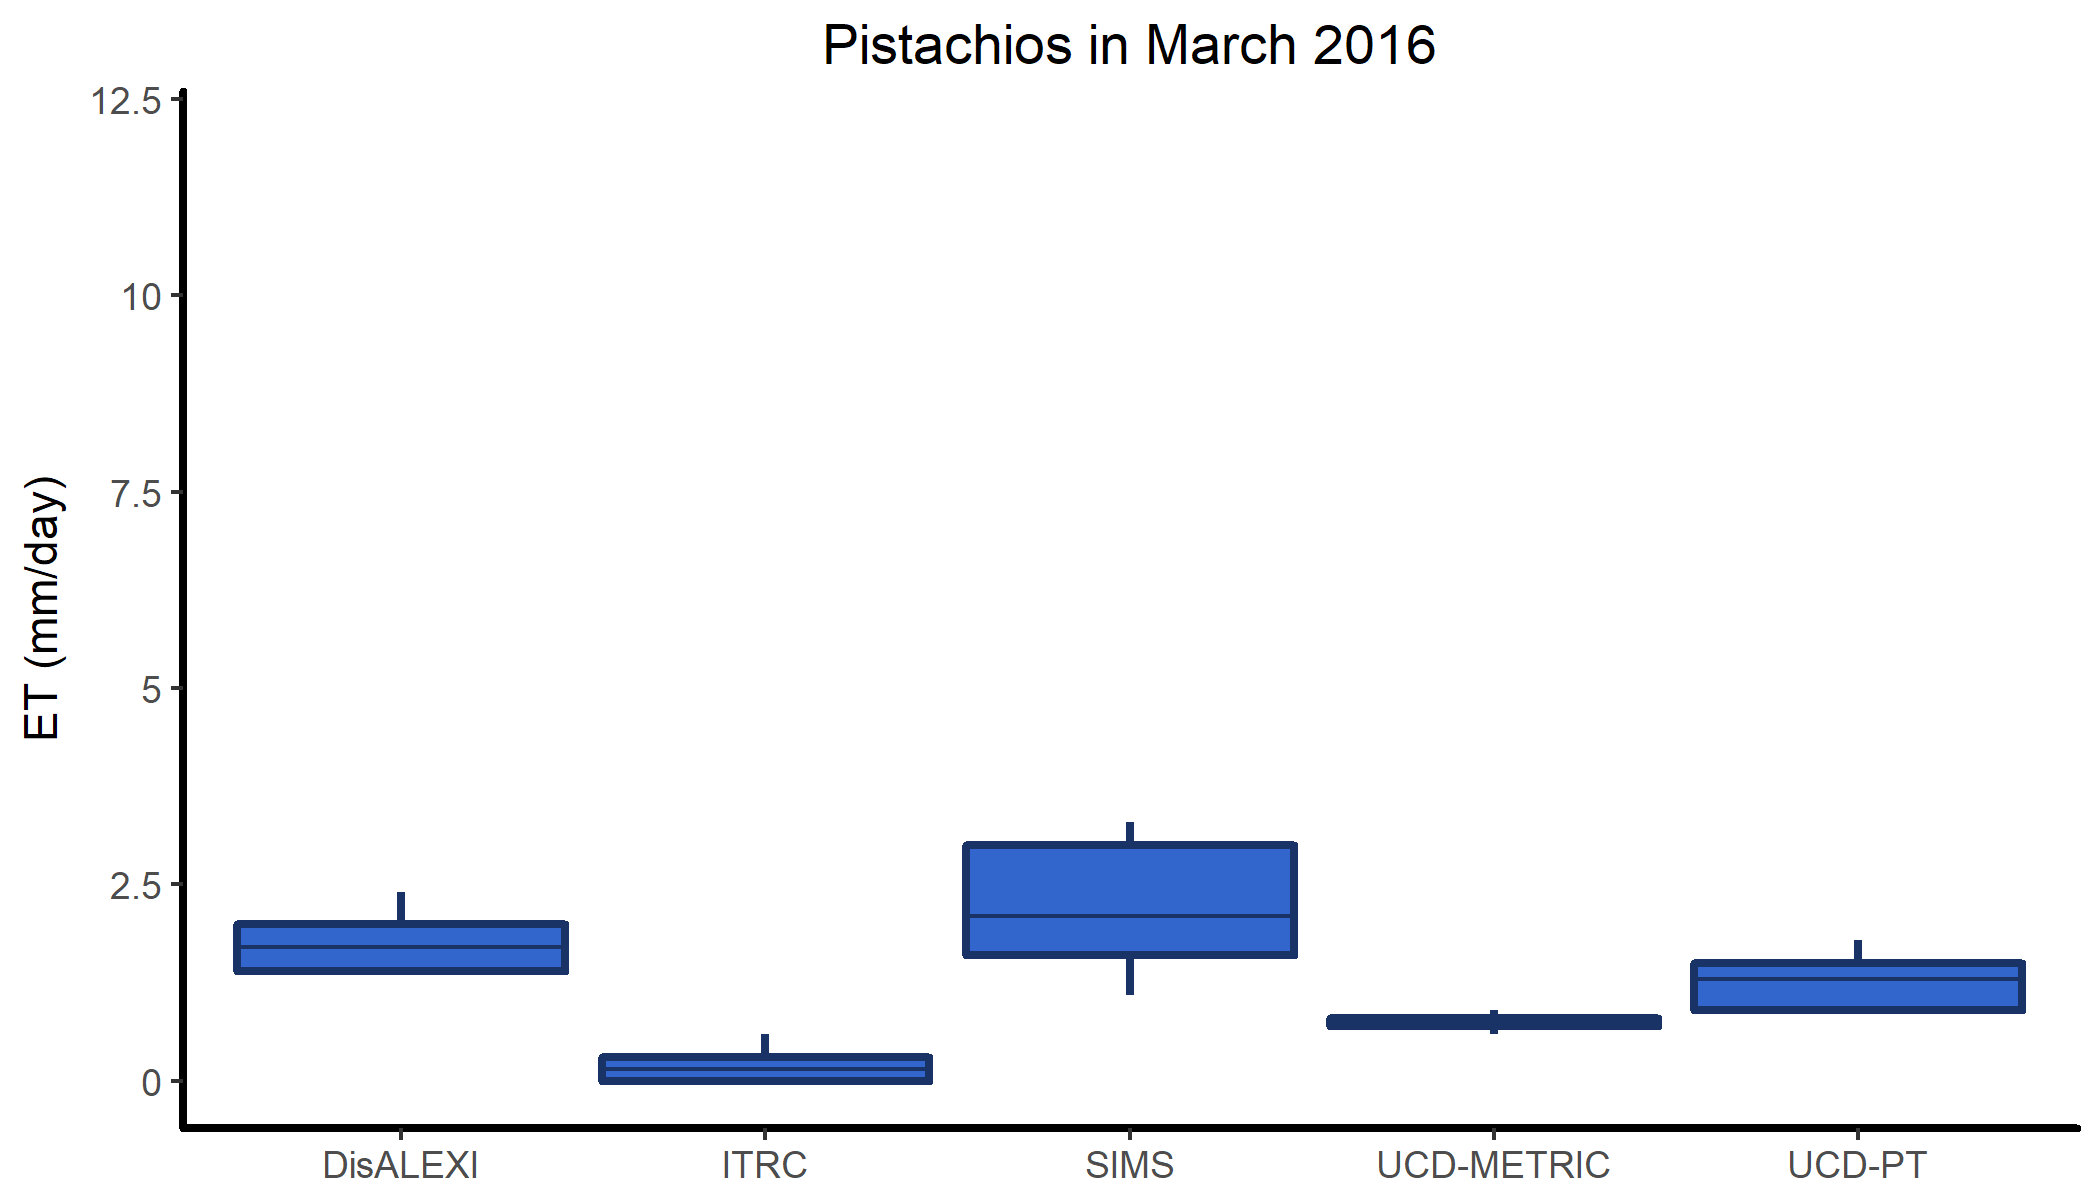 Pistachios in March 2016
12.5
10
7.5
5
2.5
0
ET (mm/day)
DisALEXI
ITRC
SIMS
UCD-METRIC
UCD-PT